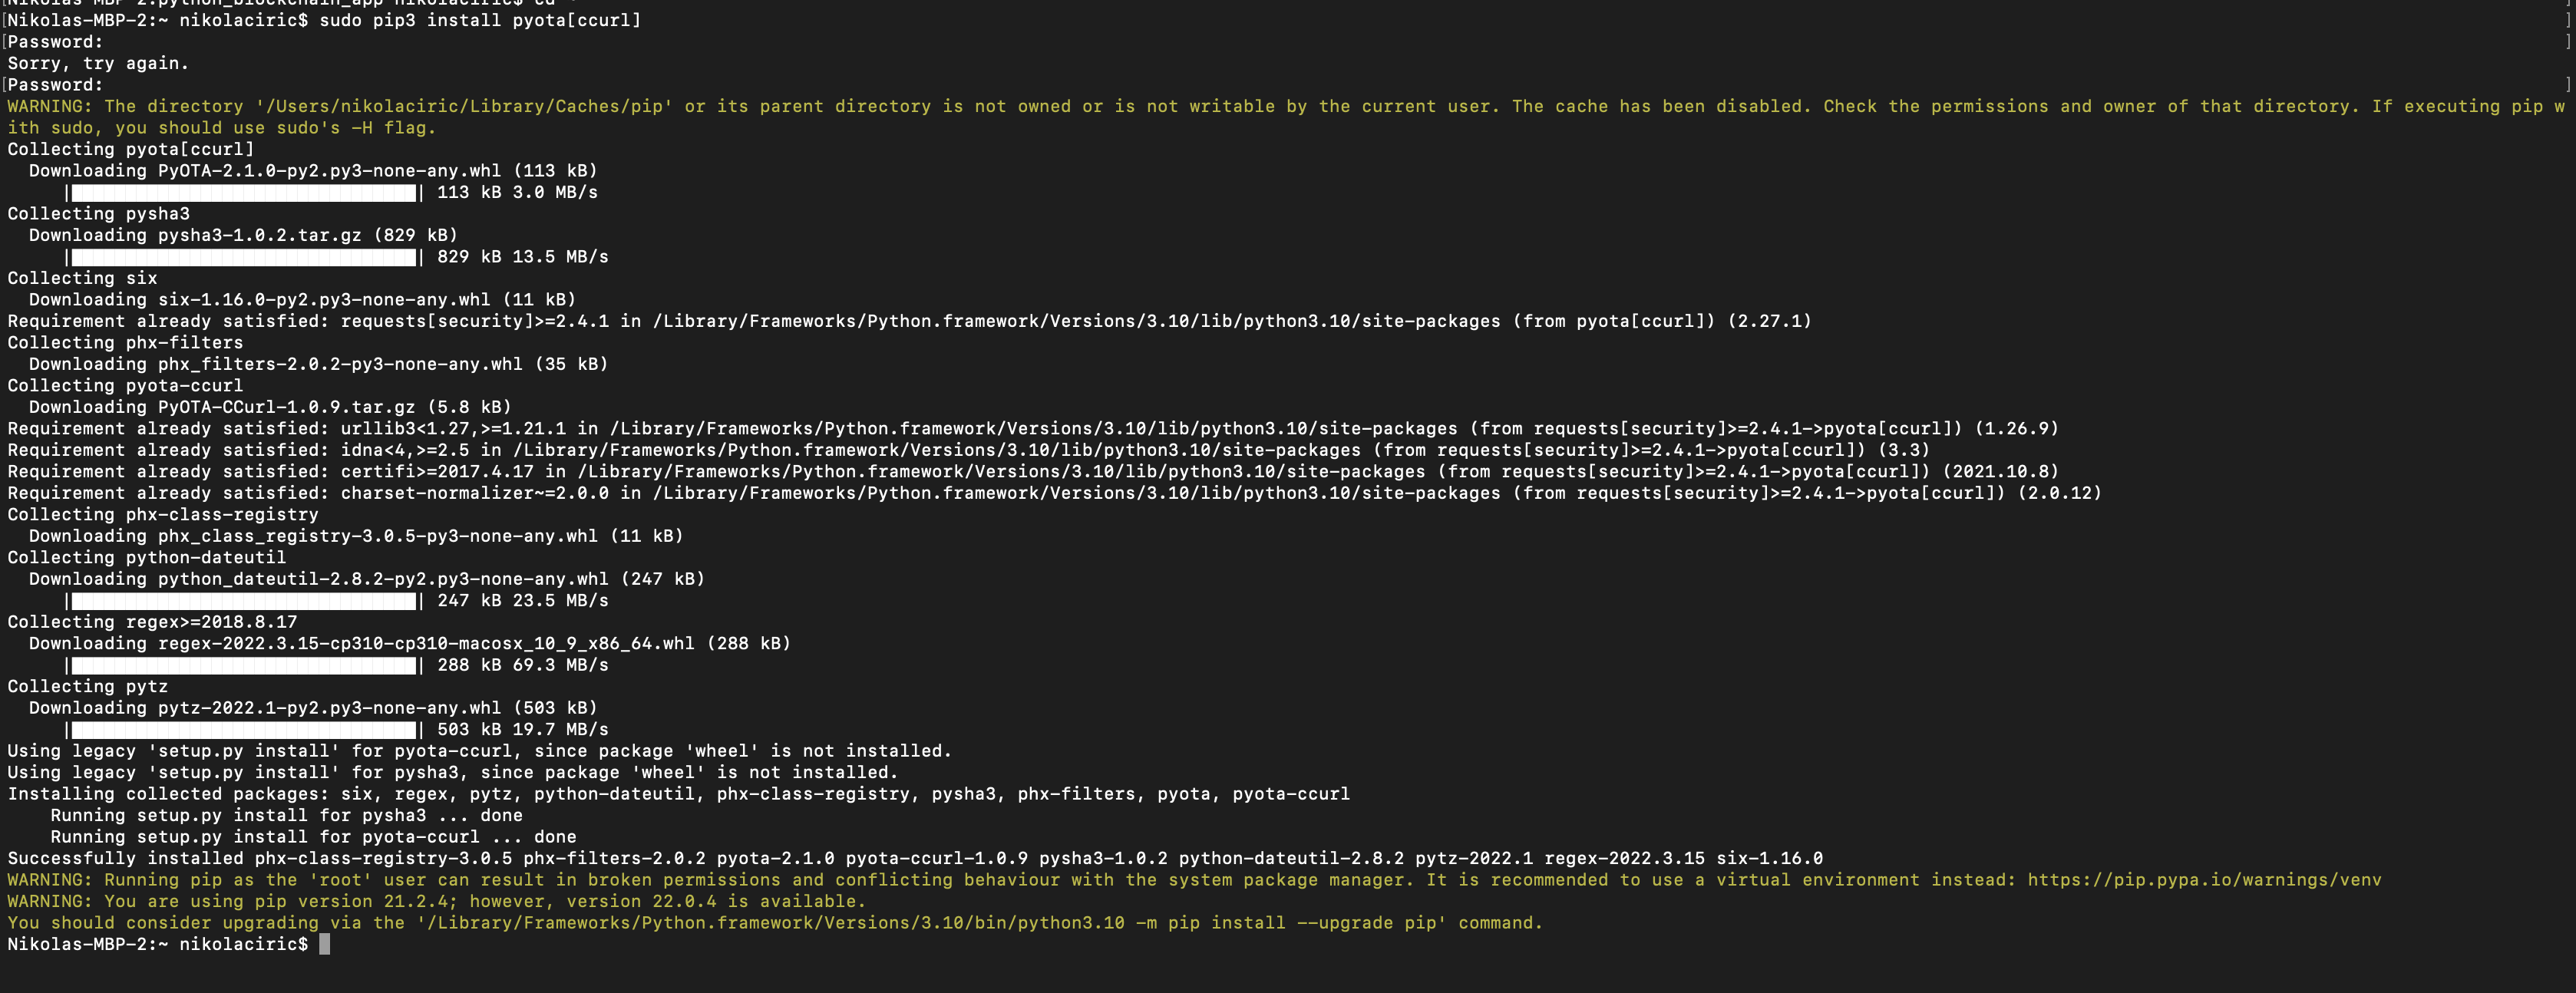 Nikolas-MBP-2:python_blockchain_app nikolaciric$ cd
[Nikolas-MBP-2:~ nikolaciric$ sudo pip3 install pyota[ccurl] ]
[Password: ]
Sorry, try again.
[Password: ]
WARNING: The directory '/Users/nikolaciric/Library/Caches/pip' or its parent directory is not owned or is not writable by the current user. The cache has been disabled. Check the permissions and owner of that directory. If executing pip w
ith sudo, you should use sudo's -H flag.
Collecting pyota[ccurl]
Downloading PyOTA-2.1.0-py2.py3-none-any.whl (113 kB)
|████████████████████████████████| 113 kB 3.0 MB/s
Collecting pysha3
Downloading pysha3-1.0.2.tar.gz (829 kB)
|████████████████████████████████| 829 kB 13.5 MB/s
Collecting six
Downloading six-1.16.0-py2.py3-none-any.whl (11 kB)
Requirement already satisfied: requests[security]>=2.4.1 in /Library/Frameworks/Python.framework/Versions/3.10/lib/python3.10/site-packages (from pyota[ccurl]) (2.27.1)
Collecting phx-filters
Downloading phx_filters-2.0.2-py3-none-any.whl (35 kB)
Collecting pyota-ccurl
Downloading PyOTA-CCurl-1.0.9.tar.gz (5.8 kB)
Requirement already satisfied: urllib3<1.27,>=1.21.1 in /Library/Frameworks/Python.framework/Versions/3.10/lib/python3.10/site-packages (from requests[security]>=2.4.1->pyota[ccurl]) (1.26.9)
Requirement already satisfied: idna<4,>=2.5 in /Library/Frameworks/Python.framework/Versions/3.10/lib/python3.10/site-packages (from requests[security]>=2.4.1->pyota[ccurl]) (3.3)
Requirement already satisfied: certifi>=2017.4.17 in /Library/Frameworks/Python.framework/Versions/3.10/lib/python3.10/site-packages (from requests[security]>=2.4.1->pyota[ccurl]) (2021.10.8)
Requirement already satisfied: charset-normalizer~=2.0.0 in /Library/Frameworks/Python.framework/Versions/3.10/lib/python3.10/site-packages (from requests[security]>=2.4.1->pyota[ccurl]) (2.0.12)
Collecting phx-class-registry
Downloading phx_class_registry-3.0.5-py3-none-any.whl (11 kB)
Collecting python-dateutil
Downloading python_dateutil-2.8.2-py2.py3-none-any.whl (247 kB)
|████████████████████████████████| 247 kB 23.5 MB/s
Collecting regex>=2018.8.17
Downloading regex-2022.3.15-cp310-cp310-macosx_10_9_x86_64.whl (288 kB)
|████████████████████████████████| 288 kB 69.3 MB/s
Collecting pytz
Downloading pytz-2022.1-py2.py3-none-any.whl (503 kB)
|████████████████████████████████| 503 kB 19.7 MB/s
Using legacy 'setup.py install' for pyota-ccurl, since package 'wheel' is not installed.
Using legacy 'setup.py install' for pysha3, since package 'wheel' is not installed.
Installing collected packages: six, regex, pytz, python-dateutil, phx-class-registry, pysha3, phx-filters, pyota, pyota-ccurl
Running setup.py install for pysha3 ... done
Running setup.py install for pyota-ccurl ... done
Successfully installed phx-class-registry-3.0.5 phx-filters-2.0.2 pyota-2.1.0 pyota-ccurl-1.0.9 pysha3-1.0.2 python-dateutil-2.8.2 pytz-2022.1 regex-2022.3.15 six-1.16.0
WARNING: Running pip as the 'root' user can result in broken permissions and conflicting behaviour with the system package manager. It is recommended to use a virtual environment instead: https://pip.pypa.io/warnings/venv
WARNING: You are using pip version 21.2.4; however, version 22.0.4 is available.
You should consider upgrading via the '/Library/Frameworks/Python.framework/Versions/3.10/bin/python3.10 -m pip install --upgrade pip' command.
Nikolas-MBP-2:~ nikolaciric$